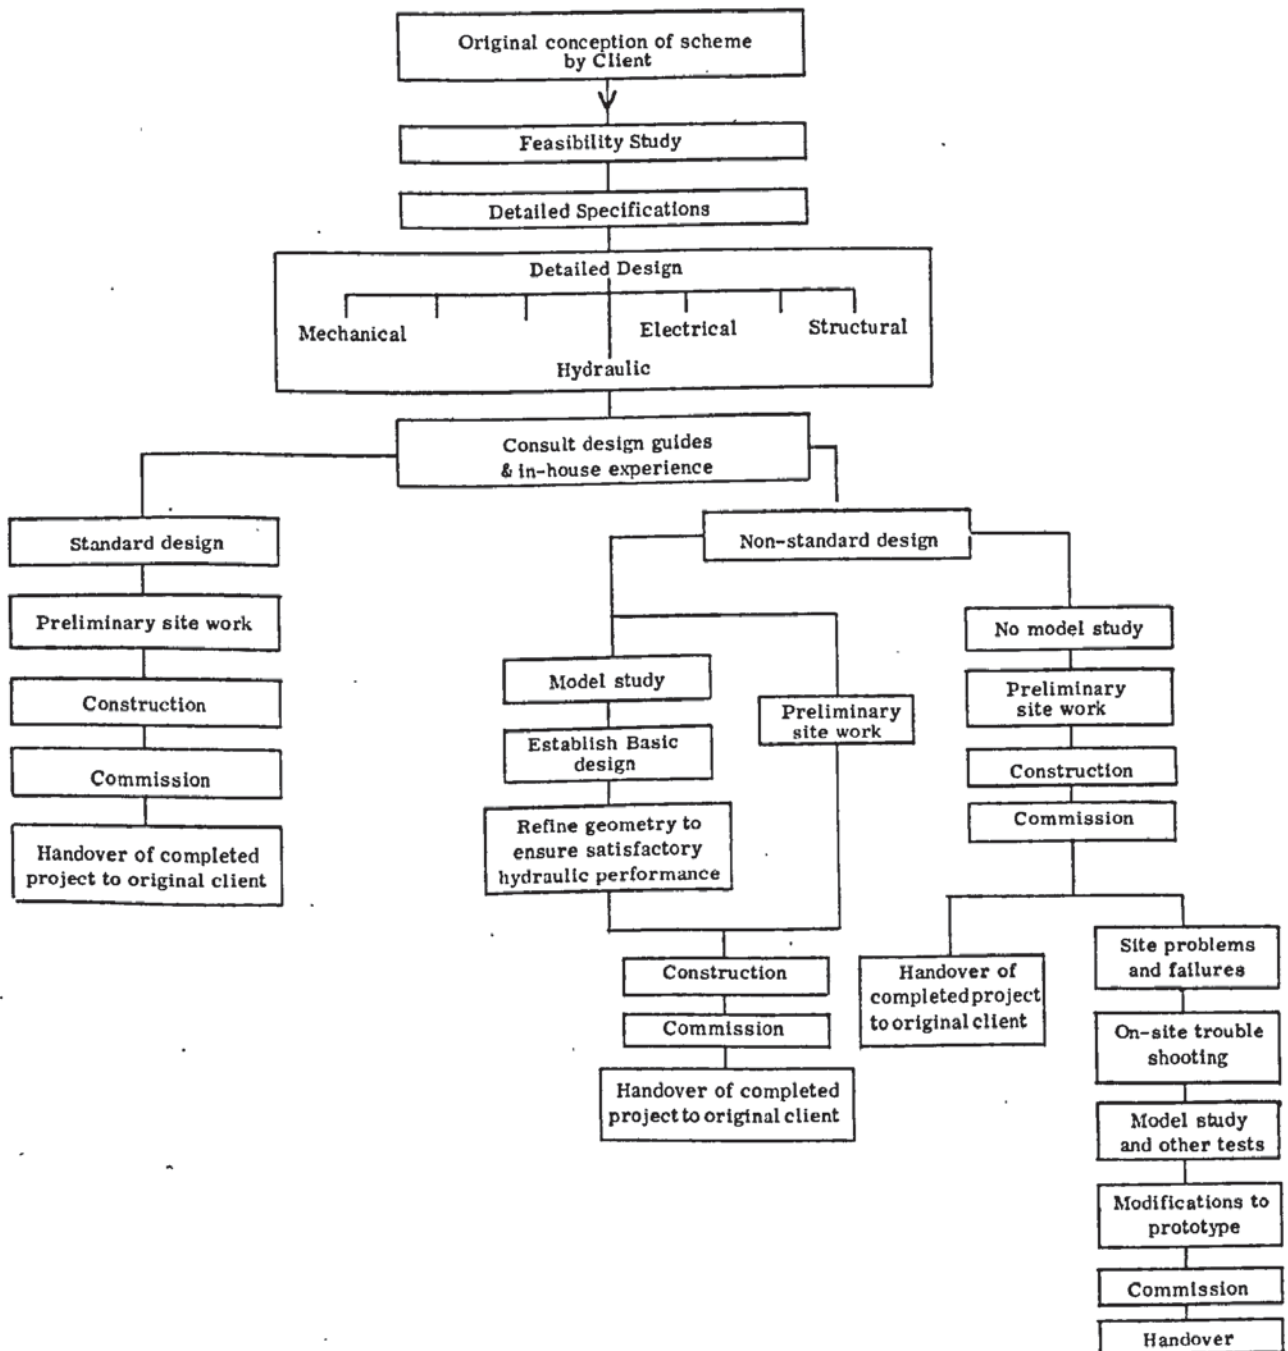 Original conception of scheme
by Client
Feasibility Study
Detailed Specifications
Detailed Design
Mechanical
Electrical
Structural
Hydraulic
Consult design guides
& in-house experience
Standard design
Preliminary site work
Construction
Commission
Handover of completed
project to original client
Non-standard design
Model study
Establish Basic
design
Refine geometry to
ensure satisfactory
hydraulic performance
Preliminary
site work
Construction
Commission
Handover of completed
project to original client
No model study
Preliminary
site work
Construction
Commission
Handover of
completed project
to original client
Site problems
and failures
On-site trouble
shooting
Model study
and other tests
Modifications to
prototype
Commission
Handover